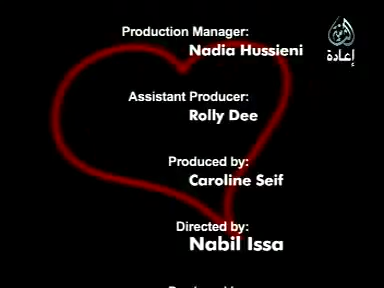 Production Manager:
Nadia Hussieni
إعادة
Assistant Producer:
Rolly Dee
Produced by:
Caroline Seif
Directed by:
Nabil Issa